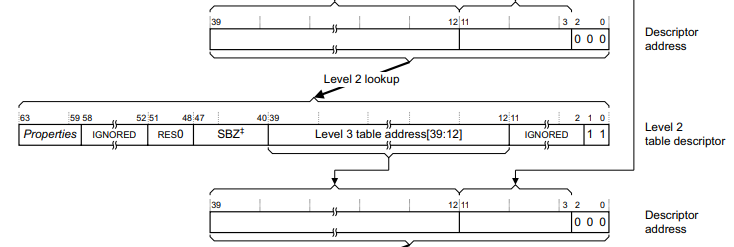 39 12 11 3 2 0
0 0 0
Descriptor
address
Level 2 lookup
63 59 58 52 51 48 47 40 39 12 11 2 1 0
Properties IGNORED RES0 SBZ‡ Level 3 table address[39:12] IGNORED 1 1
Level 2
table descriptor
39 12 11 3 2 0
0 0 0
Descriptor
address